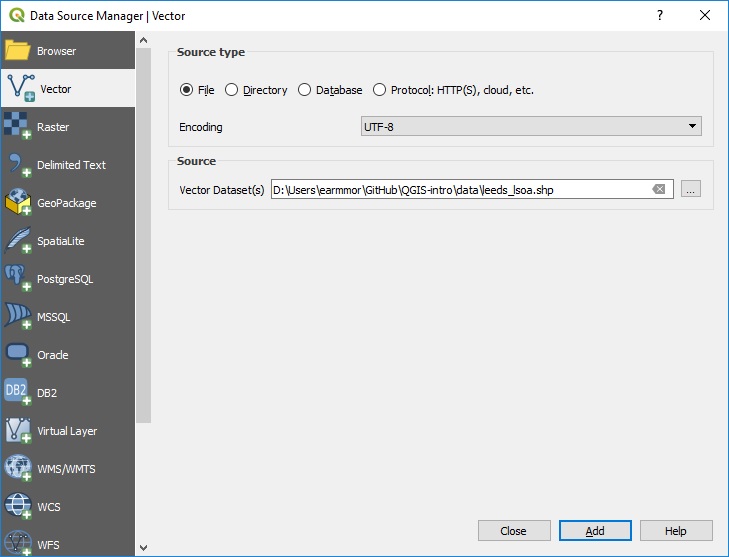 Data Source Manager | Vector
Browser
Vector
Raster
Delimited Text
GeoPackage
SpatiaLite
PostgreSQL
MSSQL
Oracle
DB2
DB2
Virtual Layer
WMS/WMTS
WCS
WFS
Source type
File Directory Database Protocol: HTTP(S), cloud, etc.
Encoding UTF-8
Source
Vector Dataset(s) D:\Users\earmmor\GitHub\QGIS-intro\data\leeds_lsoa.shp ...
Close Add Help